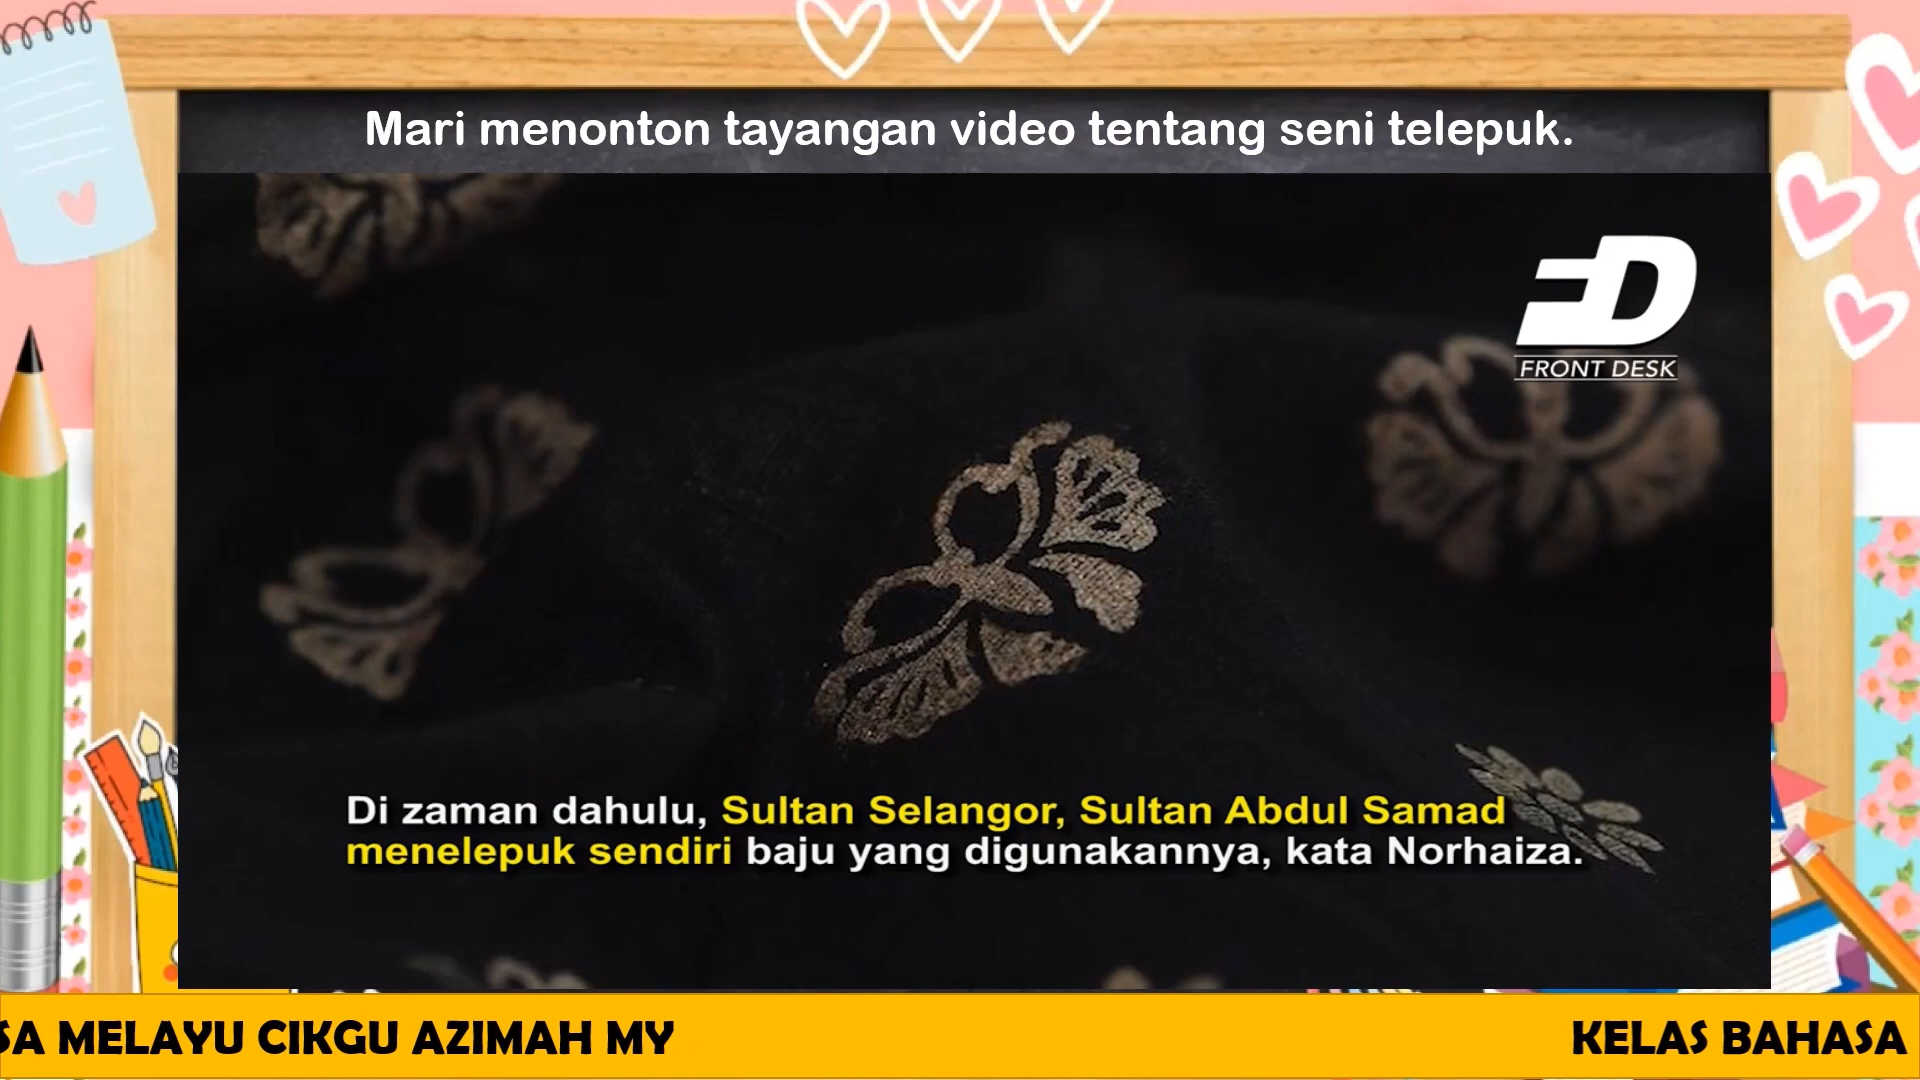 Mari menonton tayangan video tentang seni telepuk.
FD
FRONT DESK
Di zaman dahulu, Sultan Selangor, Sultan Abdul Samad
menelepuk sendiri baju yang digunakannya, kata Norhaiza.
SA MELAYU CIKGU AZIMAH MY
KELAS BAHASA